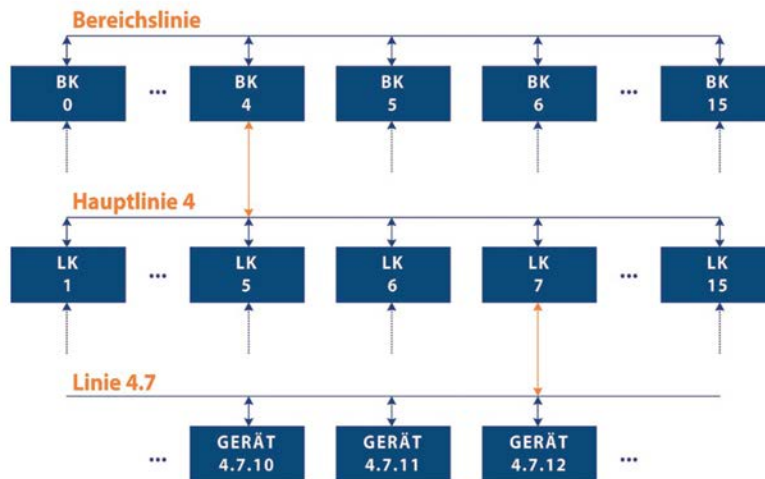 Bereichslinie
BK
0
...
BK
4
BK
5
BK
6
...
BK
15
Hauptlinie 4
LK
1
...
LK
5
LK
6
LK
7
...
LK
15
Linie 4.7
...
GERÄT
4.7.10
GERÄT
4.7.11
GERÄT
4.7.12
...